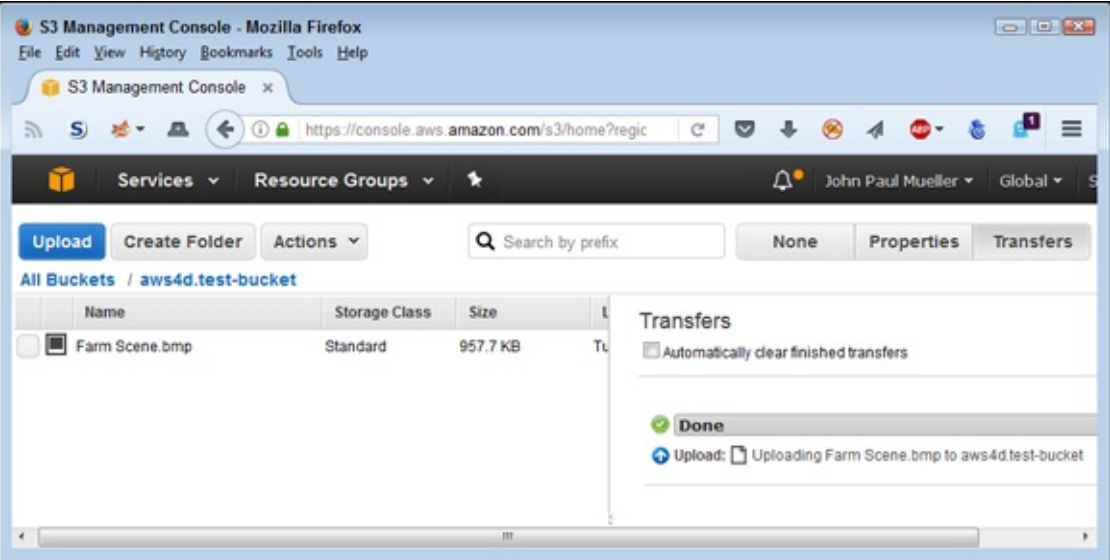 S3 Management Console - Mozilla Firefox
File Edit View History Bookmarks Tools Help
S3 Management Console ×
S https://console.aws.amazon.com/s3/home?regic ABP 1
Services Resource Groups John Paul Mueller Global S
Upload Create Folder Actions Search by prefix None Properties Transfers
All Buckets / aws4d.test-bucket
Name Storage Class Size L
Farm Scene.bmp Standard 957.7 KB Tu
Transfers
Automatically clear finished transfers
Done
Upload: Uploading Farm Scene.bmp to aws4d.test-bucket